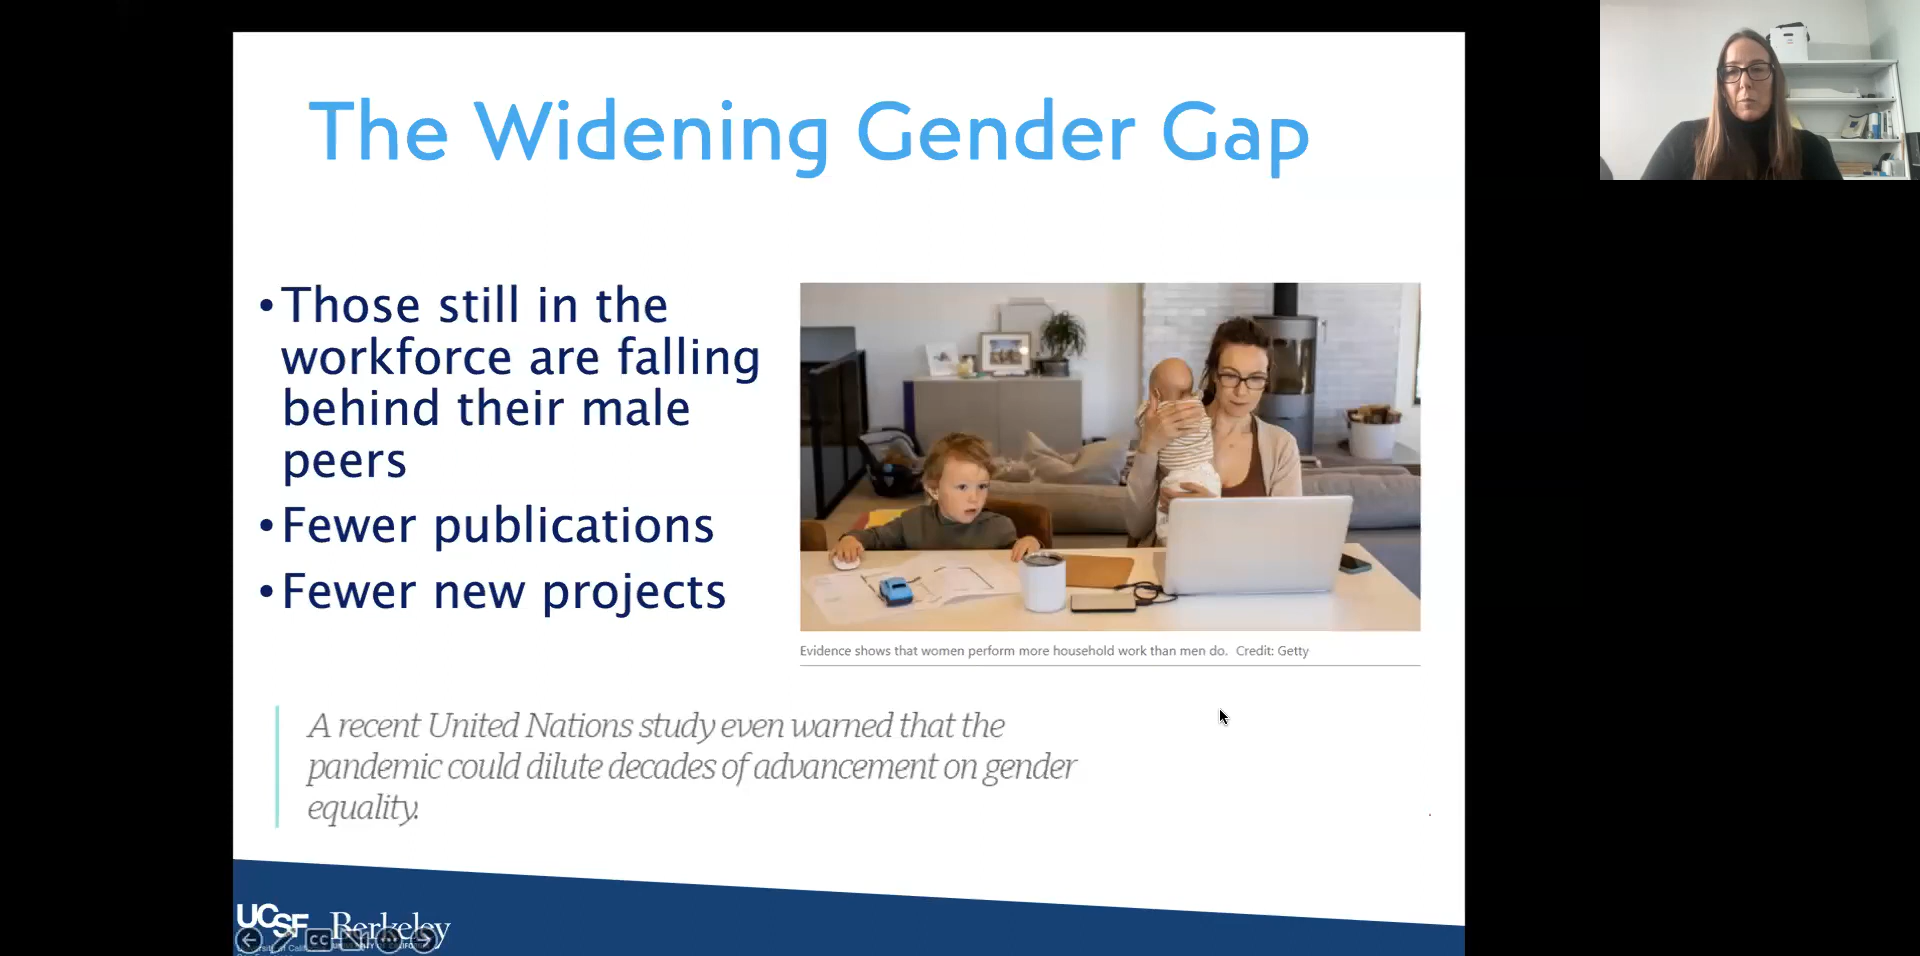 The Widening Gender Gap
•Those still in the
workforce are falling
behind their male
peers
•Fewer publications
•Fewer new projects
Evidence shows that women perform more household work than men do. Credit: Getty
A recent United Nations study even warned that the
pandemic could dilute decades of advancement on gender
equality.
UCSF Berkeley
CC